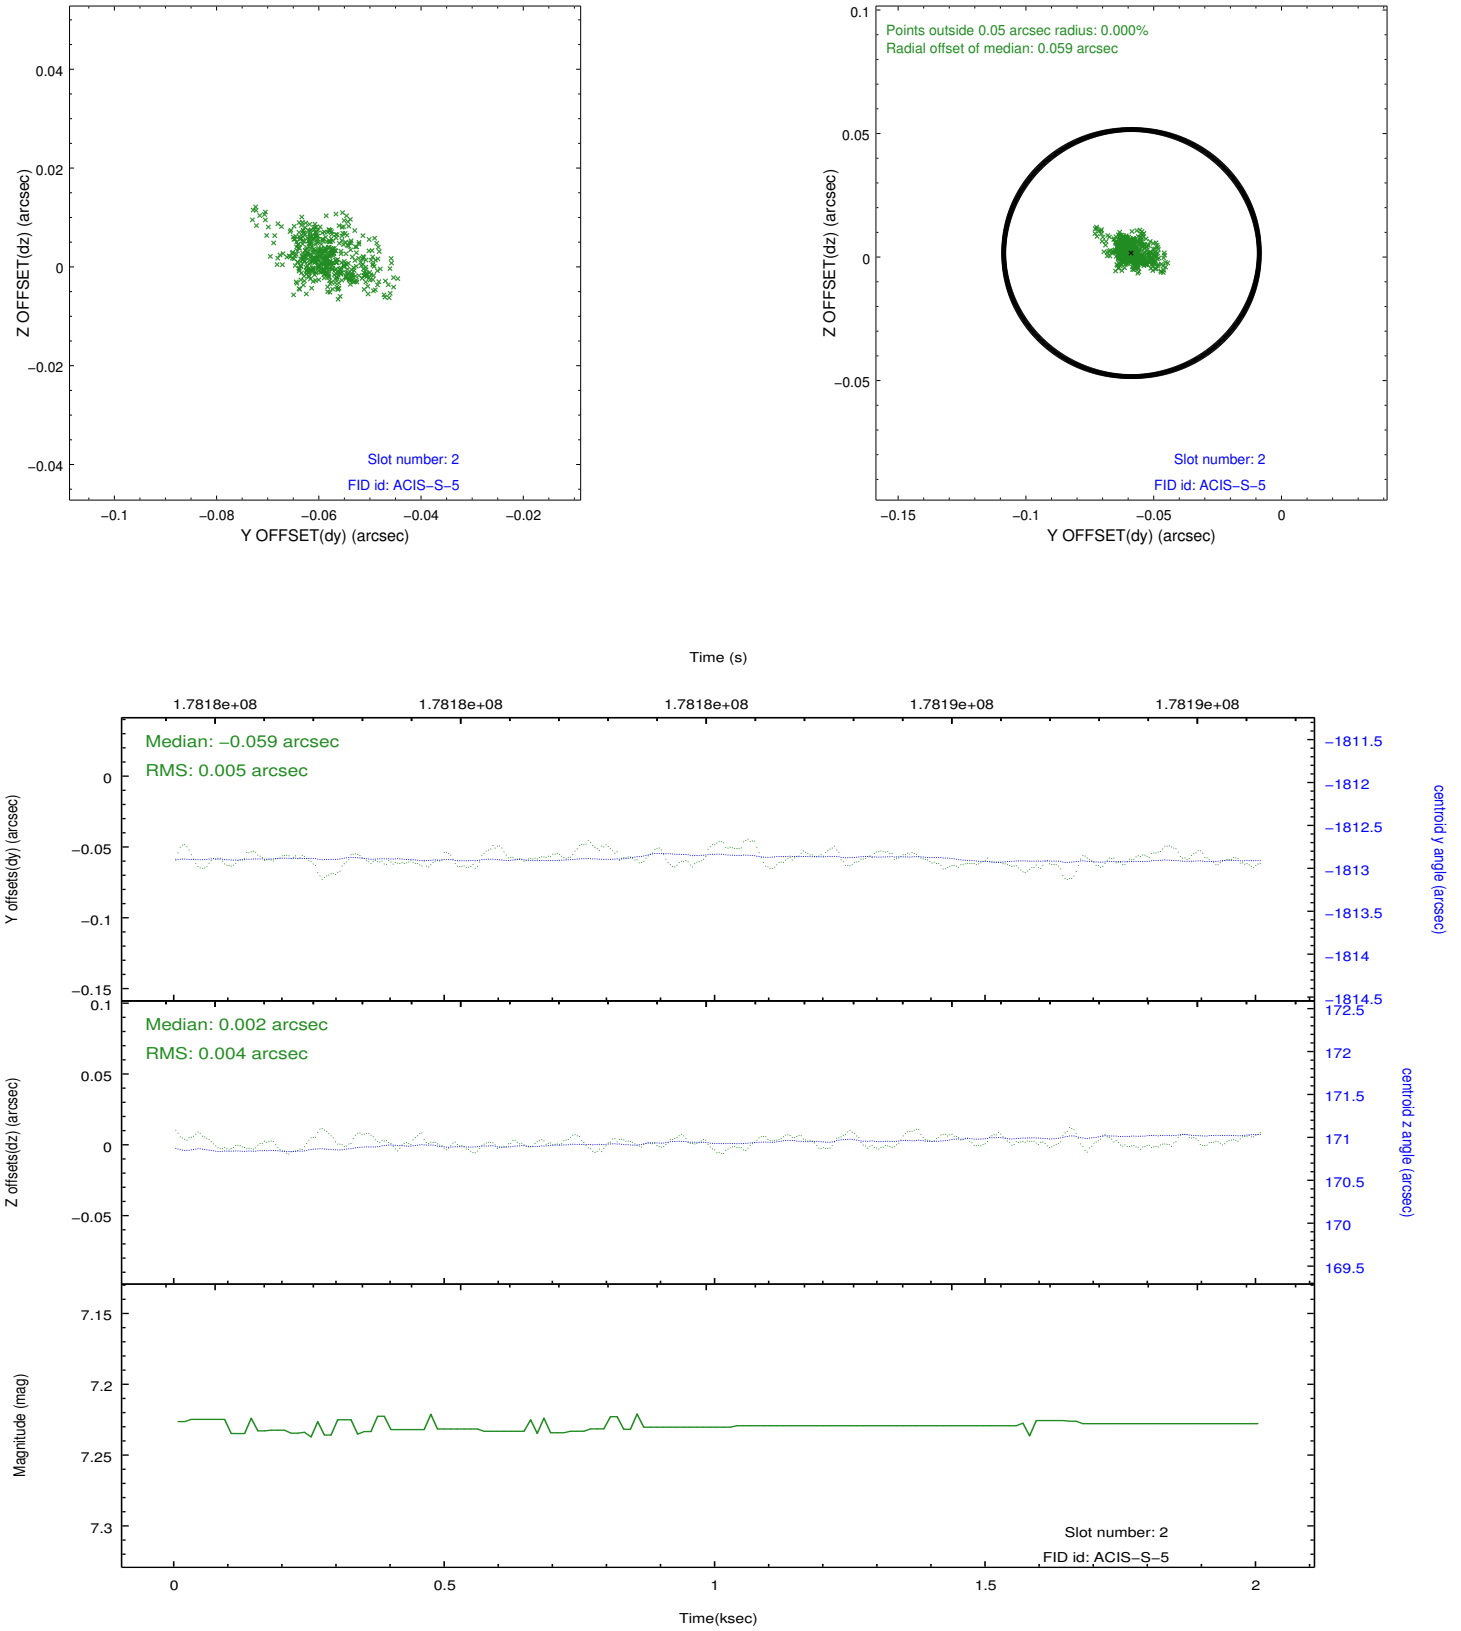 0.04
0.02
0
−0.02
−0.04
Z OFFSET(dz) (arcsec)
Slot number: 2
FID id: ACIS−S−5
−0.1
−0.08
−0.06
−0.04
−0.02
Y OFFSET(dy) (arcsec)
Points outside 0.05 arcsec radius: 0.000%
Radial offset of median: 0.059 arcsec
0.1
0.05
0
−0.05
Z OFFSET(dz) (arcsec)
Slot number: 2
FID id: ACIS−S−5
−0.15
−0.1
−0.05
0
Y OFFSET(dy) (arcsec)
Time (s)
1.7818e+08
1.7818e+08
1.7818e+08
1.7819e+08
1.7819e+08
Median: −0.059 arcsec
RMS: 0.005 arcsec
0
−0.05
−0.1
−0.15
Y offsets(dy) (arcsec)
−1811.5
−1812
−1812.5
−1813
−1813.5
−1814
−1814.5
centroid y angle (arcsec)
Median: 0.002 arcsec
RMS: 0.004 arcsec
0.1
0.05
0
−0.05
Z offsets(dz) (arcsec)
172.5
172
171.5
171
170.5
170
169.5
centroid z angle (arcsec)
7.15
7.2
7.25
7.3
Magnitude (mag)
Slot number: 2
FID id: ACIS−S−5
0
0.5
1
1.5
2
Time(ksec)